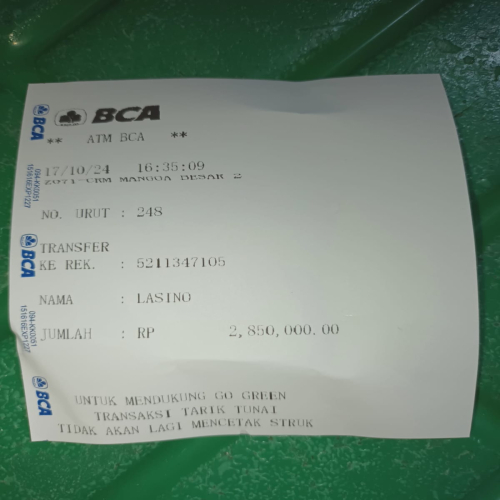 BCA
** ATM BCA **
17/10/24 16:35:09
Z071-CRM MANGGA BESAR 2
NO. URUT : 248
TRANSFER
KE REK. : 5211347105
NAMA : LASINO
JUMLAH : RP 2,850,000.00
UNTUK MENDUKUNG GO GREEN
TRANSAKSI TARIK TUNAI
TIDAK AKAN LAGI MENCETAK STRUK
BCA
BCA
BCA